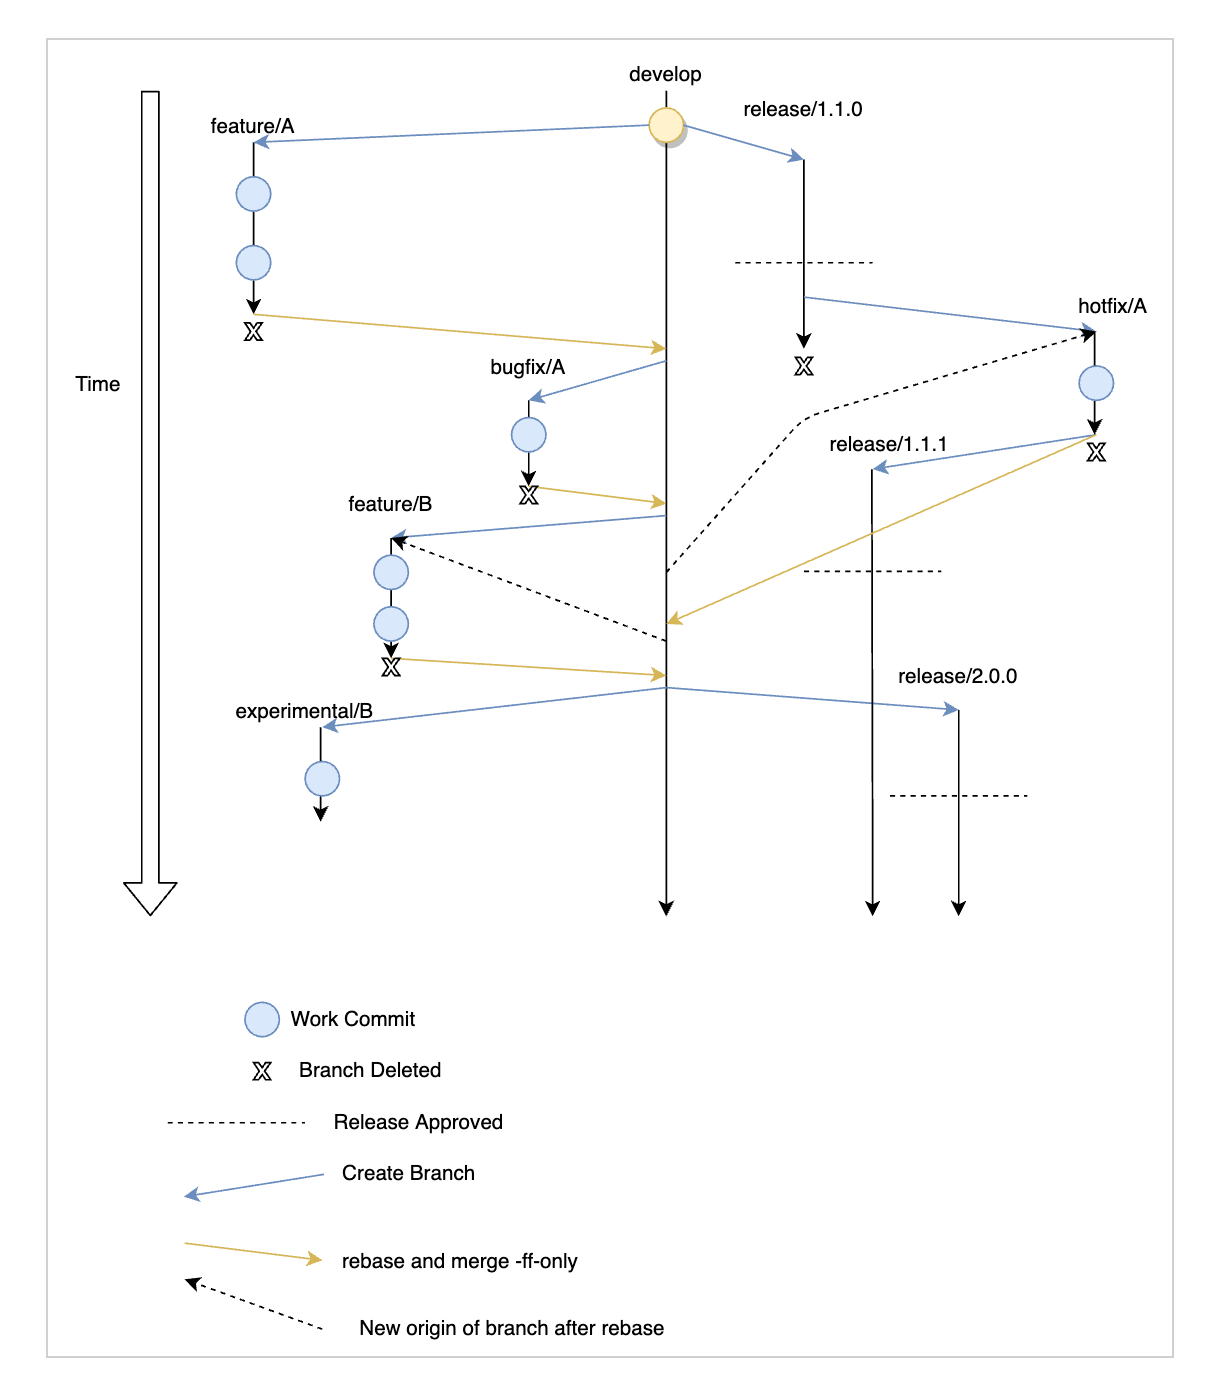 develop
release/1.1.0
feature/A
hotfix/A
bugfix/A
Time
release/1.1.1
feature/B
release/2.0.0
experimental/B
Work Commit
X Branch Deleted
Release Approved
Create Branch
rebase and merge -ff-only
New origin of branch after rebase